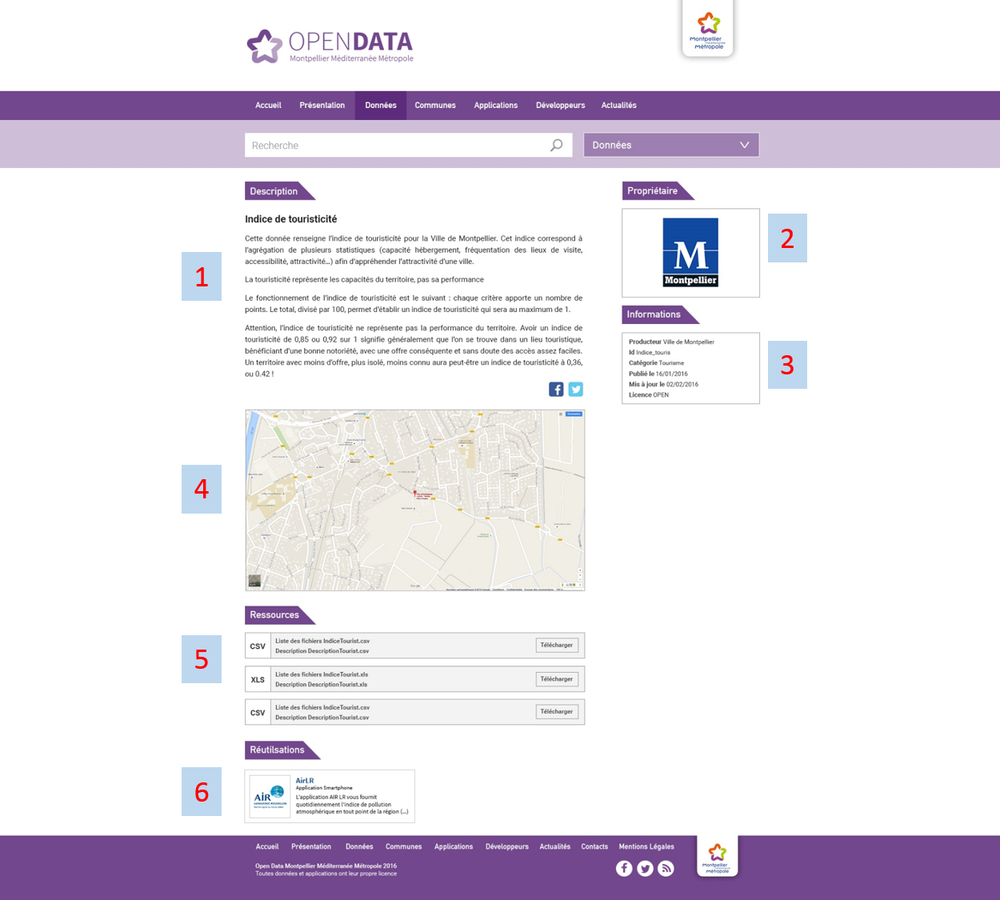 OPENDATA
Montpellier Méditerranée Métropole
Montpellier
Méditerranée
Métropole
Accueil Présentation Données Communes Applications Développeurs Actualités
Recherche
Données
Description
Indice de touristicité
Cette donnée renseigne l'indice de touristicité pour la Ville de Montpellier. Cet indice correspond à
l'agrégation de plusieurs statistiques (capacité hébergement, fréquentation des lieux de visite,
accessibilité, attractivité...) afin d'appréhender l'attractivité d'une ville.
La touristicité représente les capacités du territoire, pas sa performance
Le fonctionnement de l'indice de touristicité est le suivant : chaque critère apporte un nombre de
points. Le total, divisé par 100, permet d'établir un indice de touristicité qui sera au maximum de 1.
Attention, l'indice de touristicité ne représente pas la performance du territoire. Avoir un indice de
touristicité de 0,85 ou 0,92 sur 1 signifie généralement que l'on se trouve dans un lieu touristique,
bénéficiant d'une bonne notoriété, avec une offre conséquente et sans doute des accès assez faciles.
Un territoire avec moins d'offre, plus isolé, moins connu aura peut-être un indice de touristicité à 0,36,
ou 0.42 !
1
Propriétaire
M
Montpellier
2
Informations
Producteur Ville de Montpellier
Id Indice_touris
Catégorie Tourisme
Publié le 16/01/2016
Mis à jour le 02/02/2016
Licence OPEN
3
4
Ressources
5
CSV
Liste des fichiers IndiceTourist.csv
Description DescriptionTourist.csv
Télécharger
XLS
Liste des fichiers IndiceTourist.xls
Description DescriptionTourist.xls
Télécharger
CSV
Liste des fichiers IndiceTourist.csv
Description DescriptionTourist.csv
Télécharger
Réutilsations
6
AIR
AirLR
Application Smartphone
L'application AIR LR vous fournit
quotidiennement l'indice de pollution
atmosphérique en tout point de la région (...)
Accueil Présentation Données Communes Applications Développeurs Actualités Contacts Mentions Légales
Open Data Montpellier Méditerranée Métropole 2016
Toutes données et applications ont leur propre licence
Montpellier
Méditerranée
Métropole